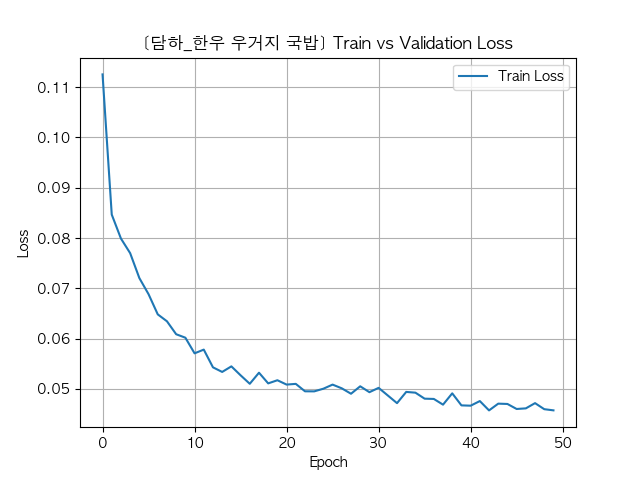 [담하_한우 우거지 국밥] Train vs Validation Loss
Train Loss
Loss
0.11
0.10
0.09
0.08
0.07
0.06
0.05
0 10 20 30 40 50
Epoch